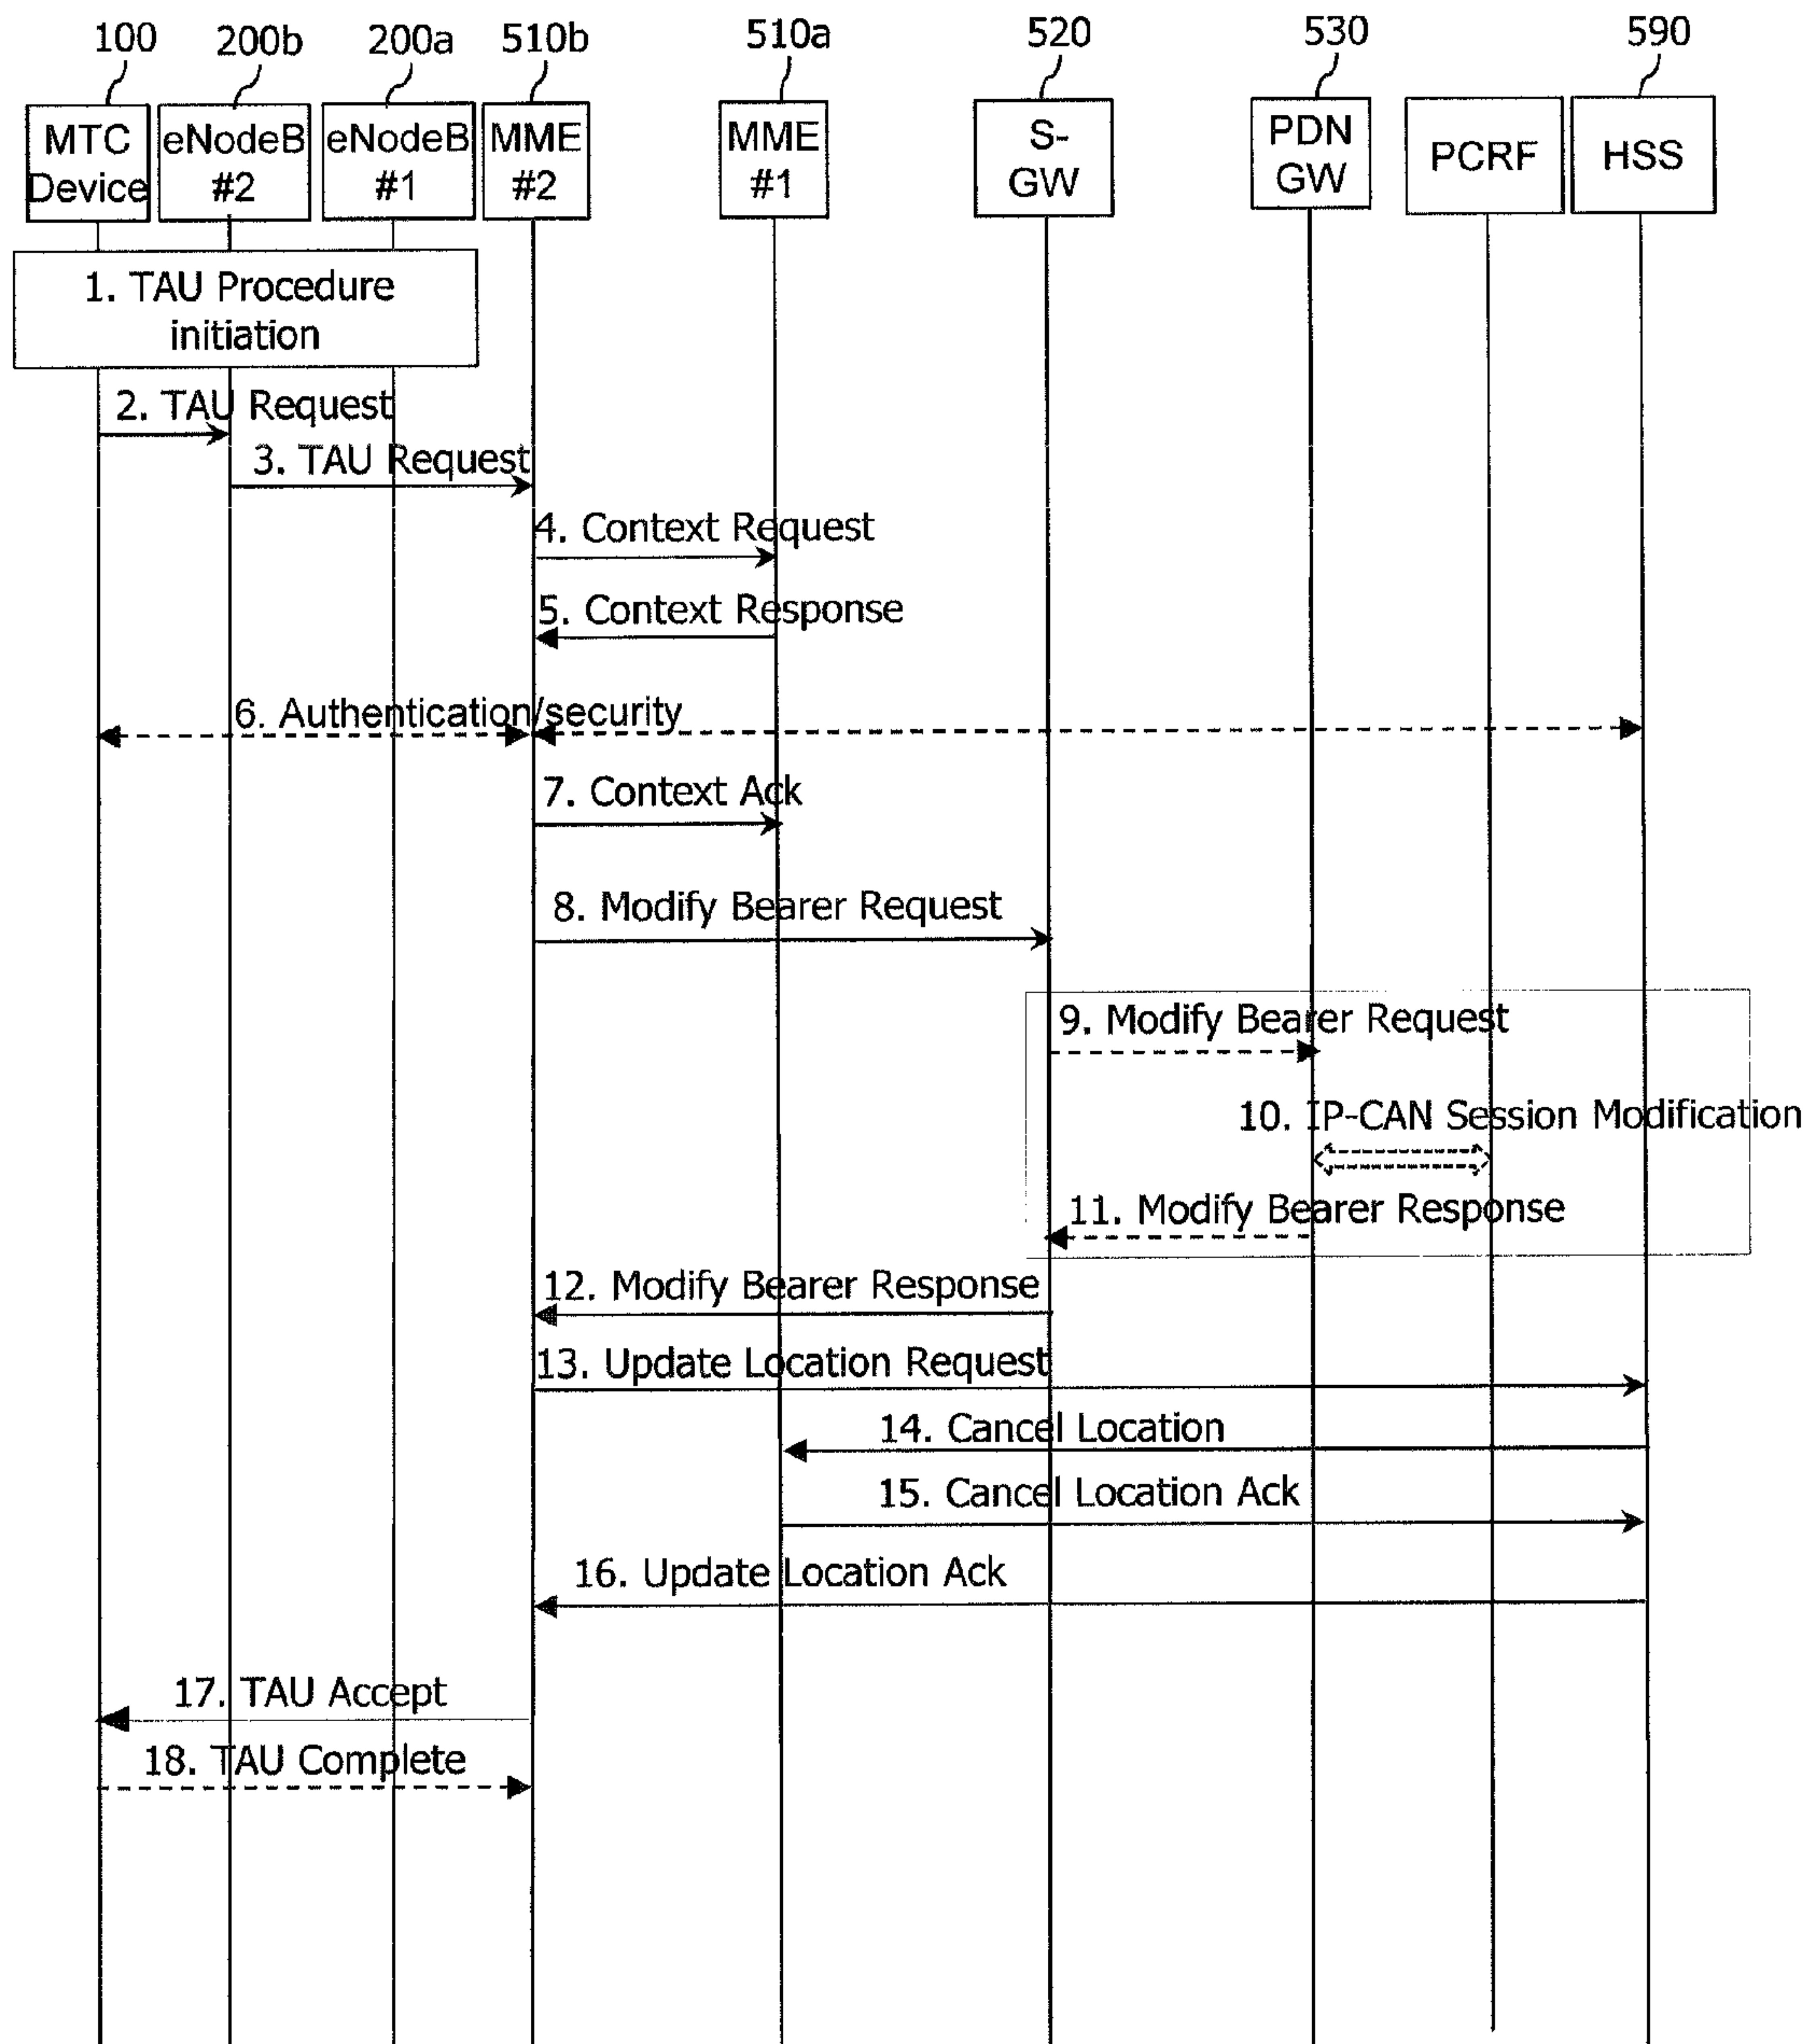 100 200b 200a 510b 510a 520 530 590
MTC
Device
eNodeB
#2
eNodeB
#1
MME
#2
MME
#1
S-
GW
PDN
GW
PCRF
HSS
1. TAU Procedure
initiation
2. TAU Request
3. TAU Request
4. Context Request
5. Context Response
6. Authentication/security
7. Context Ack
8. Modify Bearer Request
9. Modify Bearer Request
10. IP-CAN Session Modification
11. Modify Bearer Response
12. Modify Bearer Response
13. Update Location Request
14. Cancel Location
15. Cancel Location Ack
16. Update Location Ack
17. TAU Accept
18. TAU Complete